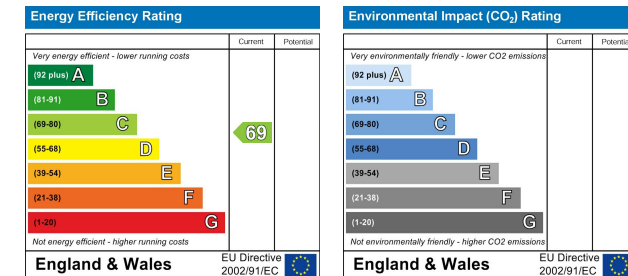 Energy Efficiency Rating
Current Potential
Very energy efficient - lower running costs
(92 plus) A
(81-91) B
(69-80) C
69
(55-68) D
(39-54) E
(21-38) F
(1-20) G
Not energy efficient - higher running costs
England & Wales
EU Directive
2002/91/EC
Environmental Impact (CO₂) Rating
Current Potentia
Very environmentally friendly - lower CO2 emissions
(92 plus) A
(81-91) B
(69-80) C
(55-68) D
(39-54) E
(21-38) F
(1-20) G
Not environmentally friendly - higher CO2 emissions
England & Wales
EU Directive
2002/91/EC